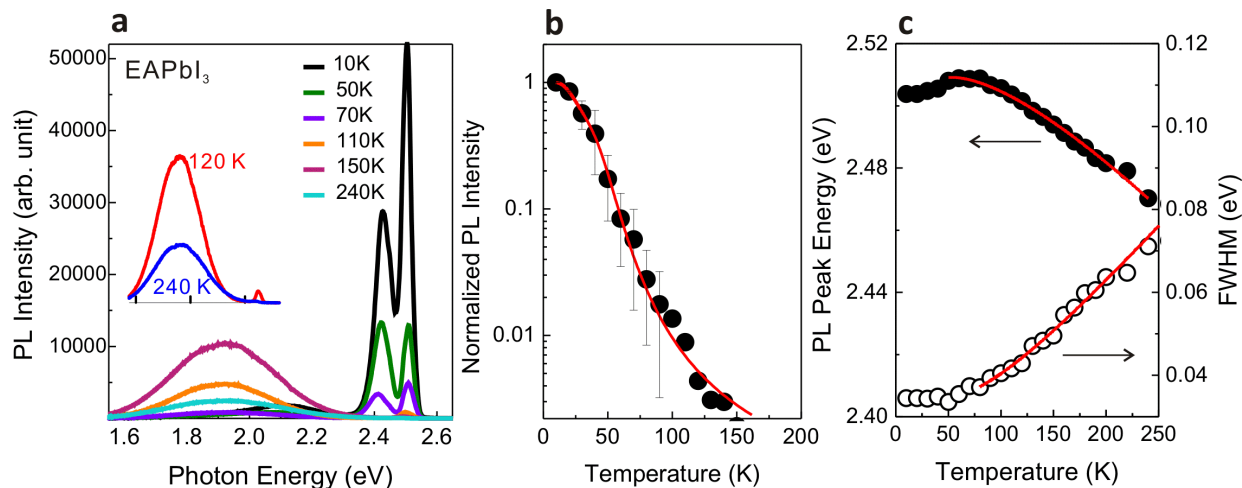 a
PL Intensity (arb. unit)
50000
40000
30000
20000
10000
EAPbI₃
10K
50K
70K
110K
150K
240K
120 K
240 K
1.6
1.8
2.0
2.2
2.4
2.6
Photon Energy (eV)
b
Normalized PL Intensity
1
0.1
0.01
0
50
100
150
200
Temperature (K)
c
PL Peak Energy (eV)
2.52
2.48
2.44
2.40
0
50
100
150
200
250
Temperature (K)
0.12
0.10
0.08
0.06
0.04
FWHM (eV)